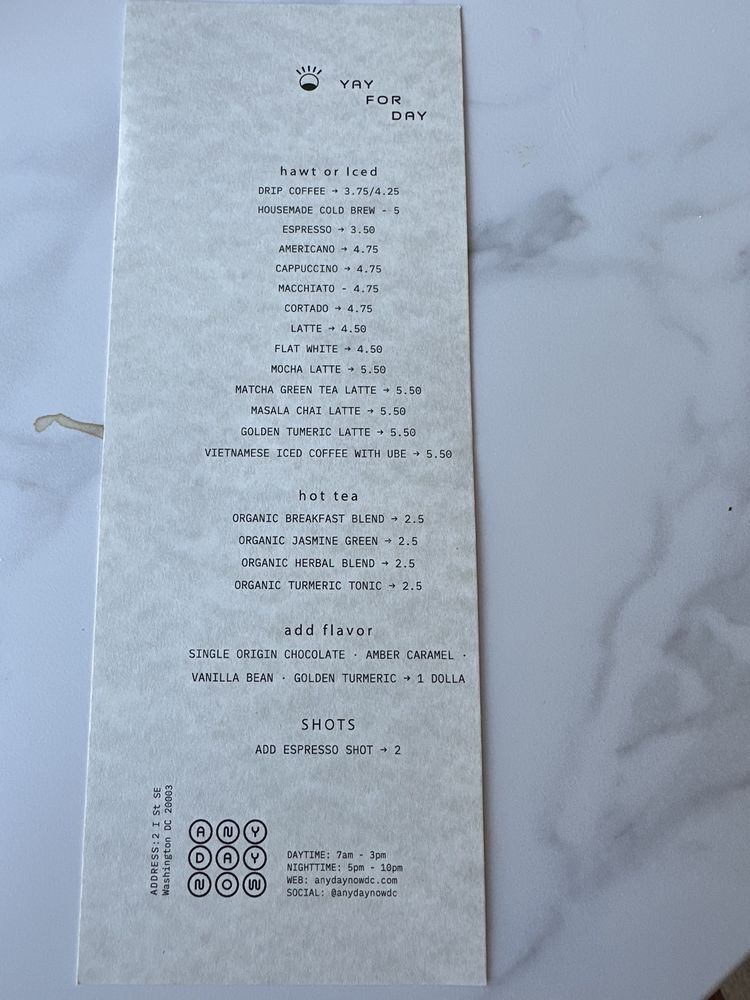 YAY
FOR
DAY
hawt or Iced
DRIP COFFEE → 3.75/4.25
HOUSEMADE COLD BREW - 5
ESPRESSO → 3.50
AMERICANO → 4.75
CAPPUCCINO → 4.75
MACCHIATO - 4.75
CORTADO → 4.75
LATTE → 4.50
FLAT WHITE → 4.50
MOCHA LATTE → 5.50
MATCHA GREEN TEA LATTE → 5.50
MASALA CHAI LATTE → 5.50
GOLDEN TUMERIC LATTE → 5.50
VIETNAMESE ICED COFFEE WITH UBE → 5.50
hot tea
ORGANIC BREAKFAST BLEND → 2.5
ORGANIC JASMINE GREEN → 2.5
ORGANIC HERBAL BLEND → 2.5
ORGANIC TURMERIC TONIC → 2.5
add flavor
SINGLE ORIGIN CHOCOLATE · AMBER CARAMEL ·
VANILLA BEAN · GOLDEN TURMERIC → 1 DOLLA
SHOTS
ADD ESPRESSO SHOT → 2
ADDRESS:2 I St SE
Washington DC 20003
ANY
DAY
NOW
DAYTIME: 7am - 3pm
NIGHTTIME: 5pm - 10pm
WEB: anydaynowdc.com
SOCIAL: @anydaynowdc